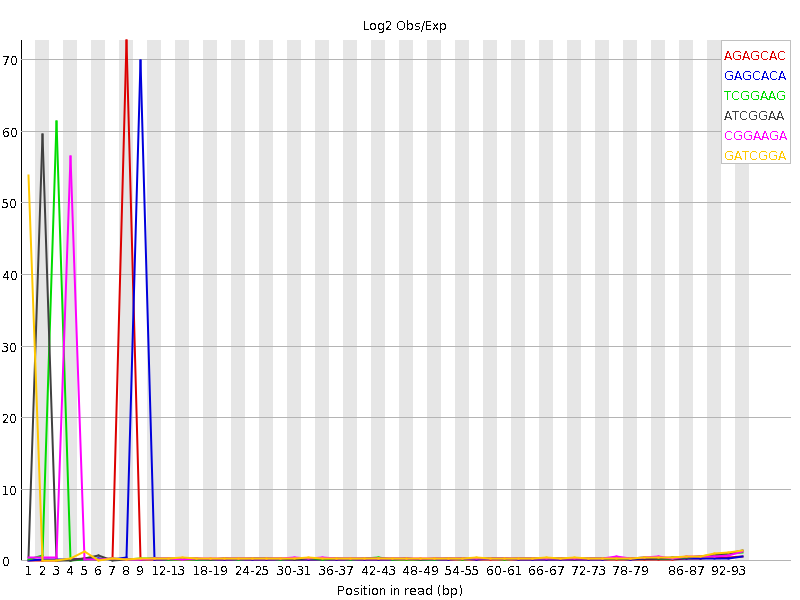 Log2 Obs/Exp
AGAGCAC
GAGCACA
TCGGAAG
ATCGGAA
CGGAAGA
GATCGGA
70
60
50
40
30
20
10
0
1 2 3 4 5 6 7 8 9 12-13 18-19 24-25 30-31 36-37 42-43 48-49 54-55 60-61 66-67 72-73 78-79 86-87 92-93
Position in read (bp)